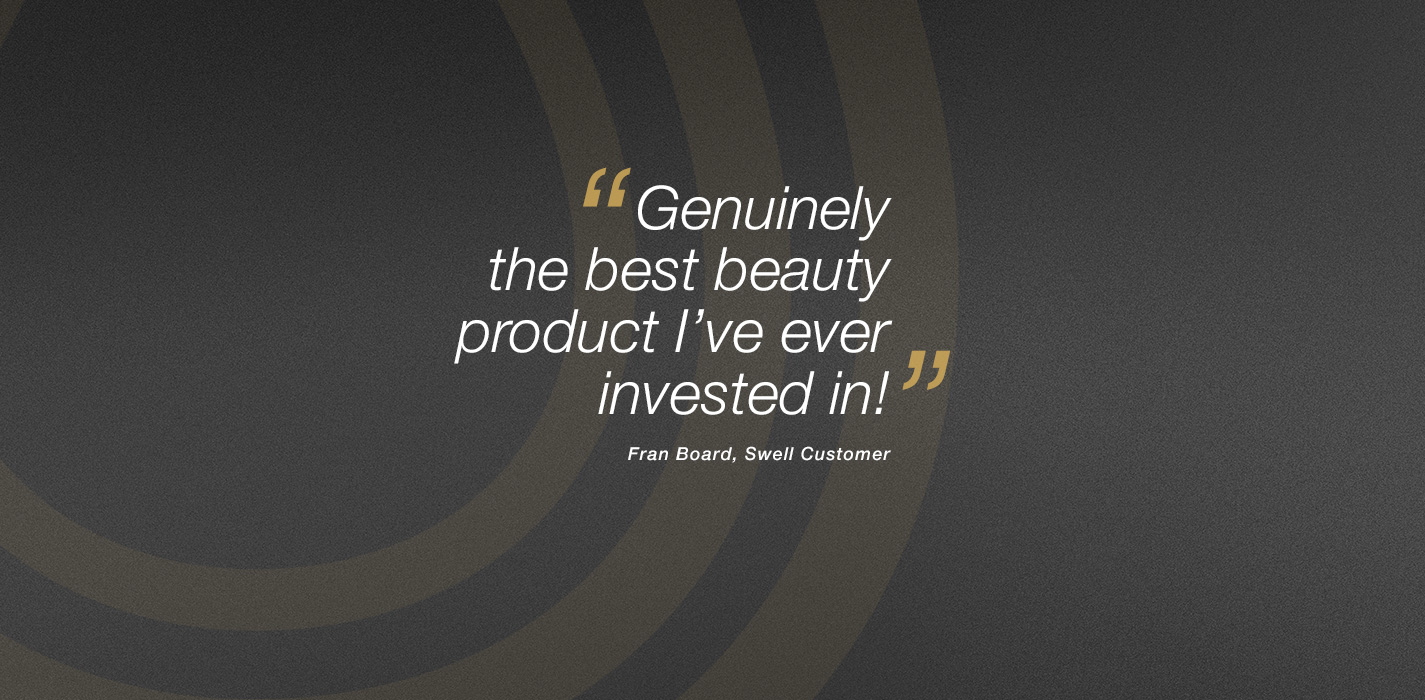 “Genuinely
the best beauty
product I’ve ever
invested in!”
Fran Board, Swell Customer